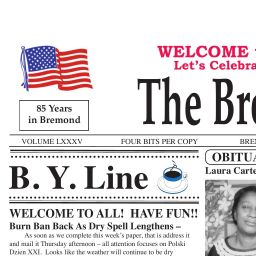 WELCOME
Let's Celebra
85 Years
in Bremond
The Bre
VOLUME LXXXV
FOUR BITS PER COPY
BRE
B. Y. Line
OBITUA
Laura Carte
WELCOME TO ALL!  HAVE FUN!!
Burn Ban Back As Dry Spell Lengthens –
As soon as we complete this week's paper, that is address it
and mail it Thursday afternoon – all attention focuses on Polski
Dzien XXI.  Looks like the weather will continue to be dry